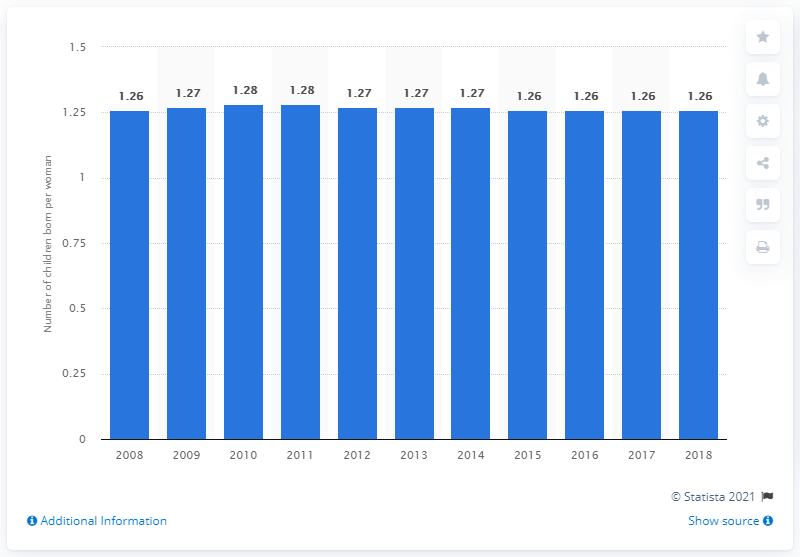 1.5
1.25
1
0.75
0.5
0.25
0
Number of children born per woman
1.26 1.27 1.28 1.28 1.27 1.27 1.27 1.26 1.26 1.26 1.26
2008 2009 2010 2011 2012 2013 2014 2015 2016 2017 2018
© Statista 2021
Additional Information
Show source